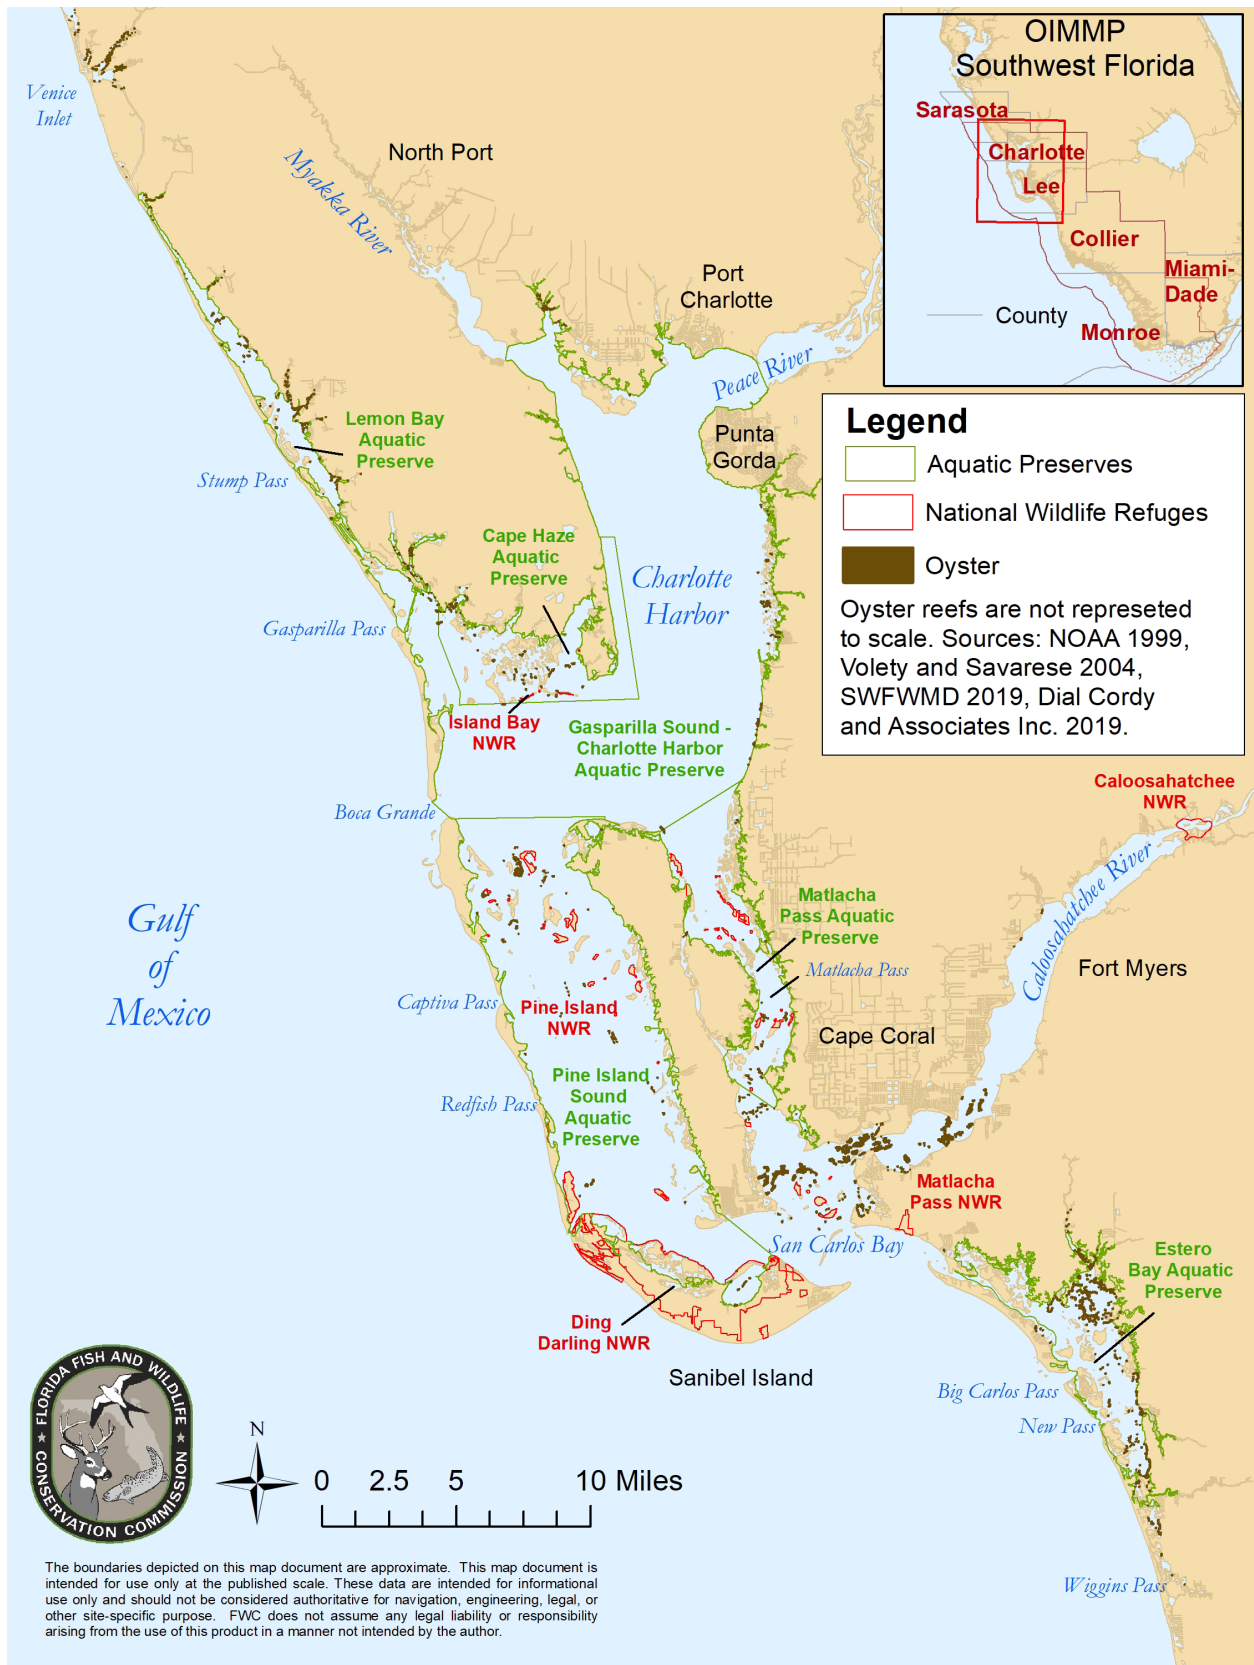 OIMMP
Southwest Florida
Sarasota
Charlotte
Lee
Collier
Miami-
Dade
Monroe
County
Venice
Inlet
North Port
Myakka River
Port
Charlotte
Peace River
Punta
Gorda
Lemon Bay
Aquatic
Preserve
Stump Pass
Cape Haze
Aquatic
Preserve
Charlotte
Harbor
Gasparilla Pass
Island Bay
NWR
Gasparilla Sound -
Charlotte Harbor
Aquatic Preserve
Boca Grande
Legend
Aquatic Preserves
National Wildlife Refuges
Oyster
Oyster reefs are not represeted
to scale. Sources: NOAA 1999,
Volety and Savarese 2004,
SWFWMD 2019, Dial Cordy
and Associates Inc. 2019.
Caloosahatchee
NWR
Caloosahatchee River
Matlacha
Pass Aquatic
Preserve
Matlacha Pass
Fort Myers
Gulf
of
Mexico
Captiva Pass
Pine Island
NWR
Cape Coral
Pine Island
Sound
Aquatic
Preserve
Redfish Pass
Matlacha
Pass NWR
San Carlos Bay
Estero
Bay Aquatic
Preserve
Ding
Darling NWR
Sanibel Island
Big Carlos Pass
New Pass
Wiggins Pass
FLORIDA FISH AND WILDLIFE
CONSERVATION COMMISSION
N
0 2.5 5 10 Miles
The boundaries depicted on this map document are approximate. This map document is
intended for use only at the published scale. These data are intended for informational
use only and should not be considered authoritative for navigation, engineering, legal, or
other site-specific purpose. FWC does not assume any legal liability or responsibility
arising from the use of this product in a manner not intended by the author.